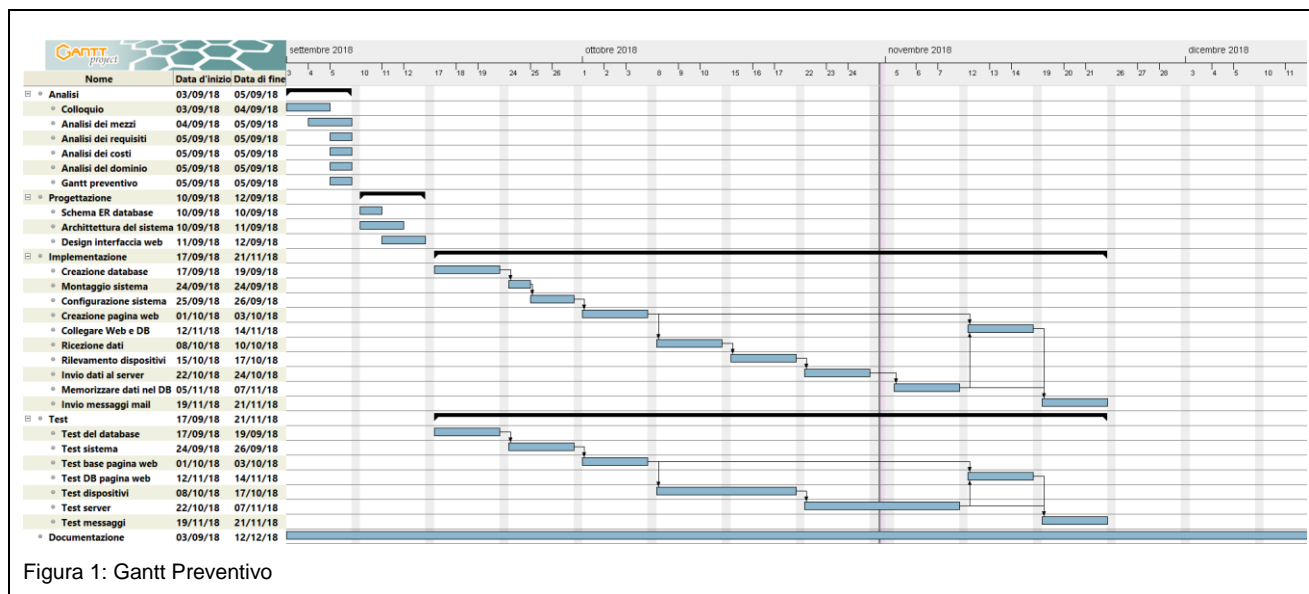 GANTT project
settembre 2018 ottobre 2018 novembre 2018 dicembre 2018
3 4 5 10 11 12 17 18 19 24 25 26 1 2 3 8 9 10 15 16 17 22 23 24 5 6 7 12 13 14 19 20 21 26 27 28 3 4 5 10 11
Nome Data d'inizio Data di fine
Analisi 03/09/18 05/09/18
Colloquio 03/09/18 04/09/18
Analisi dei mezzi 04/09/18 05/09/18
Analisi dei requisiti 05/09/18 05/09/18
Analisi dei costi 05/09/18 05/09/18
Analisi del dominio 05/09/18 05/09/18
Gantt preventivo 05/09/18 05/09/18
Progettazione 10/09/18 12/09/18
Schema ER database 10/09/18 10/09/18
Archittettura del sistema 10/09/18 11/09/18
Design interfaccia web 11/09/18 12/09/18
Implementazione 17/09/18 21/11/18
Creazione database 17/09/18 19/09/18
Montaggio sistema 24/09/18 24/09/18
Configurazione sistema 25/09/18 26/09/18
Creazione pagina web 01/10/18 03/10/18
Collegare Web e DB 12/11/18 14/11/18
Ricezione dati 08/10/18 10/10/18
Rilevamento dispositivi 15/10/18 17/10/18
Invio dati al server 22/10/18 24/10/18
Memorizzare dati nel DB 05/11/18 07/11/18
Invio messaggi mail 19/11/18 21/11/18
Test 17/09/18 21/11/18
Test del database 17/09/18 19/09/18
Test sistema 24/09/18 26/09/18
Test base pagina web 01/10/18 03/10/18
Test DB pagina web 12/11/18 14/11/18
Test dispositivi 08/10/18 17/10/18
Test server 22/10/18 07/11/18
Test messaggi 19/11/18 21/11/18
Documentazione 03/09/18 12/12/18
Figura 1: Gantt Preventivo